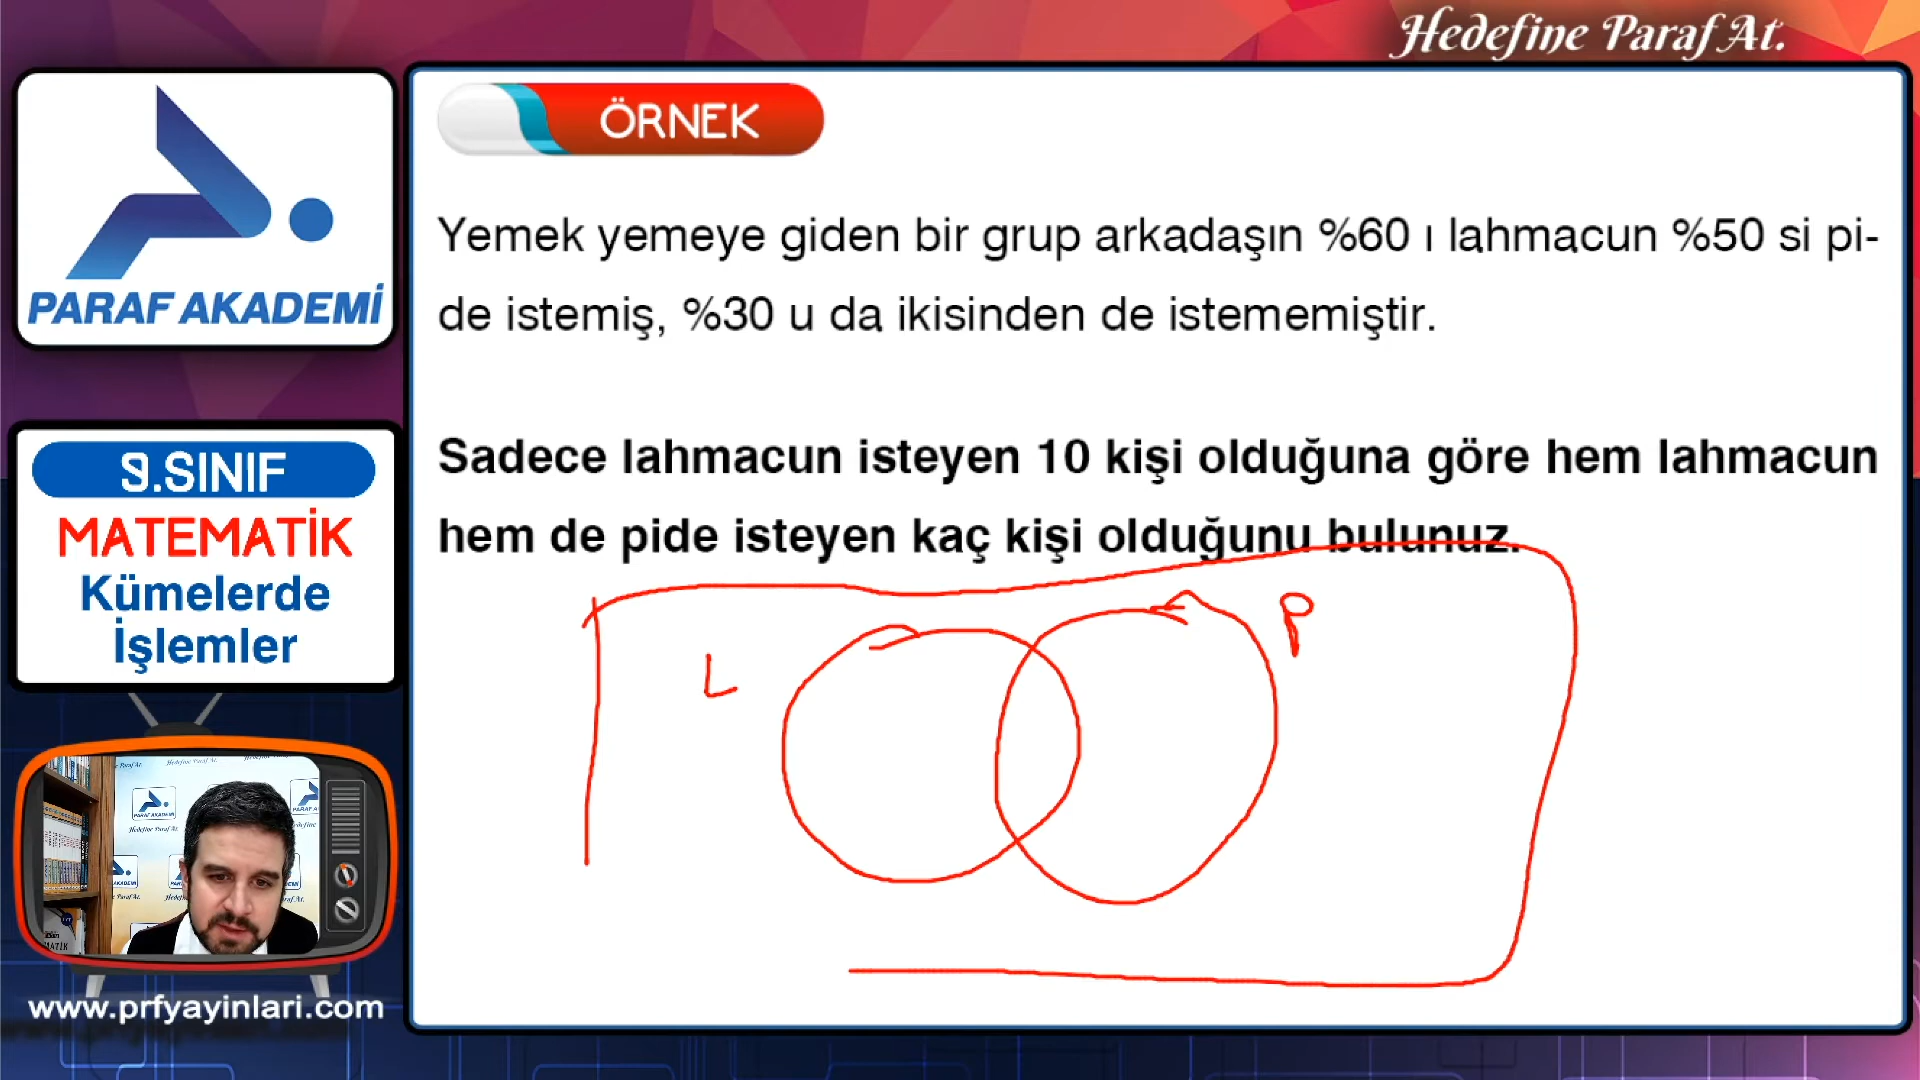 Hedefine Paraf At.
PARAF AKADEMİ
ÖRNEK
Yemek yemeye giden bir grup arkadaşın %60 ı lahmacun %50 si pi-
de istemiş, %30 u da ikisinden de istememiştir.
Sadece lahmacun isteyen 10 kişi olduğuna göre hem lahmacun
hem de pide isteyen kaç kişi olduğunu bulunuz.
L
P
9.SINIF
MATEMATİK
Kümelerde
İşlemler
www.prfyayinlari.com